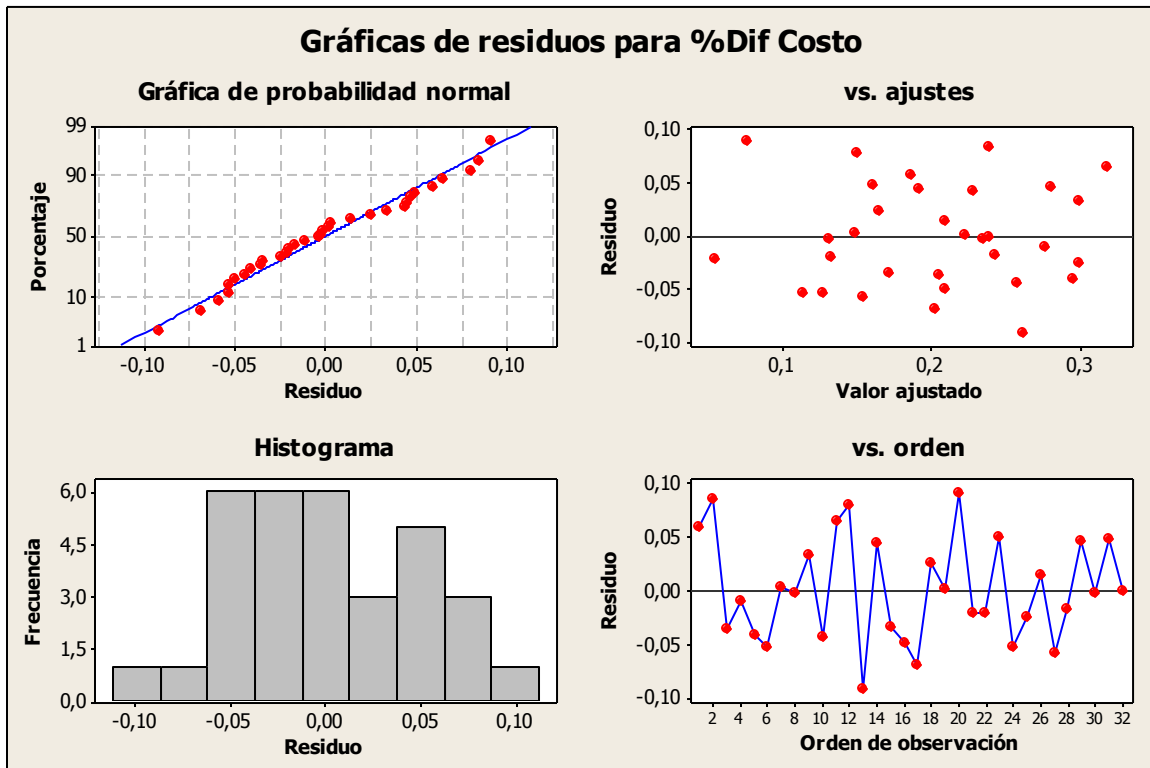 Gráficas de residuos para %Dif Costo
Gráfica de probabilidad normal
99
90
50
10
1
Porcentaje
-0,10 -0,05 0,00 0,05 0,10
Residuo
vs. ajustes
0,10
0,05
0,00
-0,05
-0,10
Residuo
0,1 0,2 0,3
Valor ajustado
Histograma
6,0
4,5
3,0
1,5
0,0
Frecuencia
-0,10 -0,05 0,00 0,05 0,10
Residuo
vs. orden
0,10
0,05
0,00
-0,05
-0,10
Residuo
2 4 6 8 10 12 14 16 18 20 22 24 26 28 30 32
Orden de observación